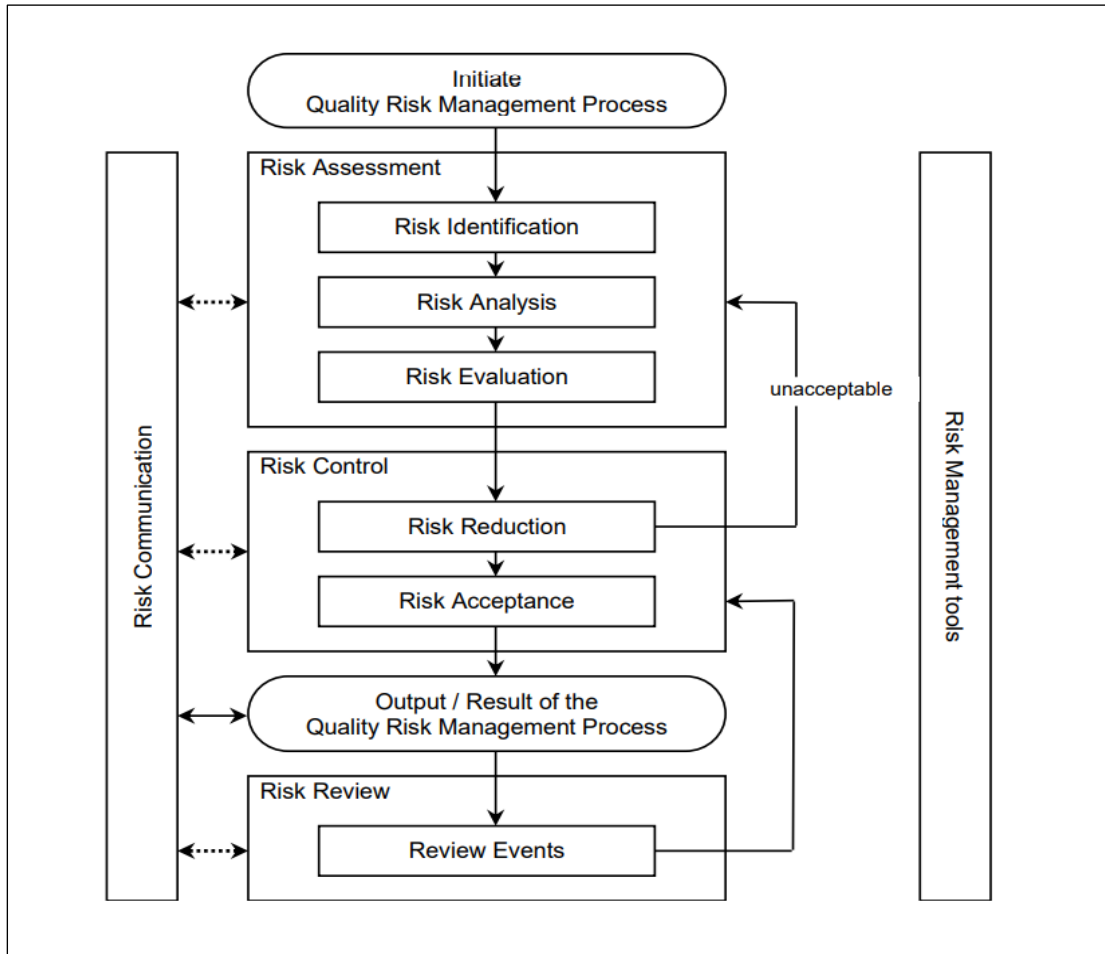 Initiate
Quality Risk Management Process
Risk Assessment
Risk Identification
Risk Analysis
Risk Evaluation
unacceptable
Risk Communication
Risk Management tools
Risk Control
Risk Reduction
Risk Acceptance
Output / Result of the
Quality Risk Management Process
Risk Review
Review Events